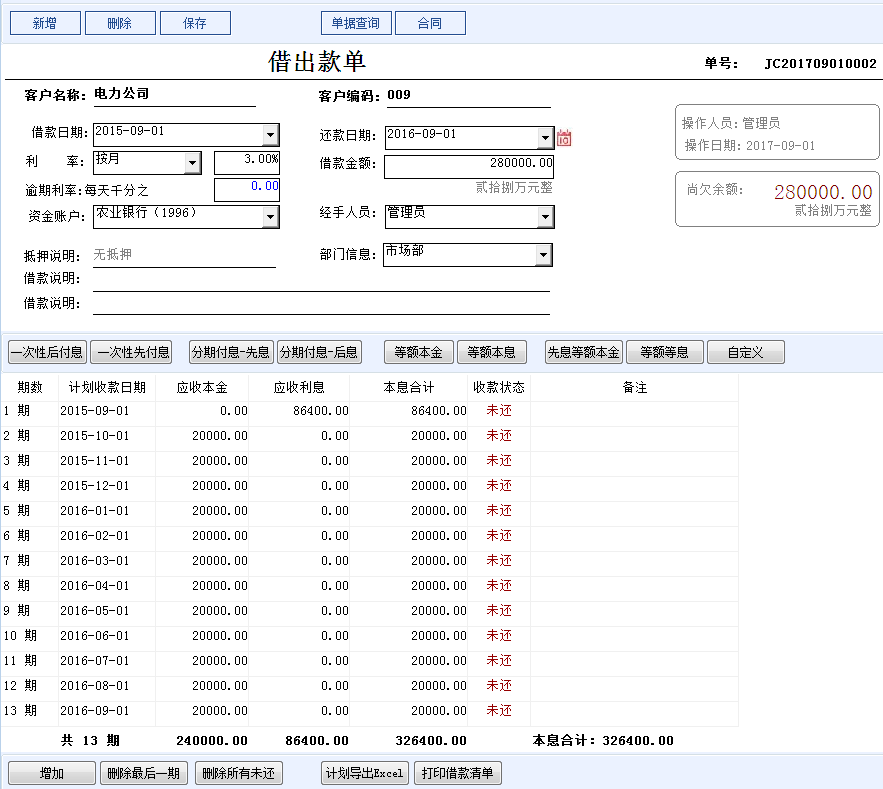 新增 删除 保存 单据查询 合同
借出款单 单号： JC201709010002
客户名称：电力公司 客户编码：009
借款日期：2015-09-01 还款日期：2016-09-01
操作人员：管理员
操作日期：2017-09-01
利 率：按月 3.00% 借款金额：280000.00
贰拾捌万元整
逾期利率：每天千分之 0.00
尚欠余额： 280000.00
贰拾捌万元整
资金账户：农业银行（1996） 经手人员：管理员
抵押说明：无抵押 部门信息：市场部
借款说明：
借款说明：
一次性后付息 一次性先付息 分期付息-先息 分期付息-后息 等额本金 等额本息 先息等额本金 等额等息 自定义
期数 计划收款日期 应收本金 应收利息 本息合计 收款状态 备注
1 期 2015-09-01 0.00 86400.00 86400.00 未还
2 期 2015-10-01 20000.00 0.00 20000.00 未还
3 期 2015-11-01 20000.00 0.00 20000.00 未还
4 期 2015-12-01 20000.00 0.00 20000.00 未还
5 期 2016-01-01 20000.00 0.00 20000.00 未还
6 期 2016-02-01 20000.00 0.00 20000.00 未还
7 期 2016-03-01 20000.00 0.00 20000.00 未还
8 期 2016-04-01 20000.00 0.00 20000.00 未还
9 期 2016-05-01 20000.00 0.00 20000.00 未还
10 期 2016-06-01 20000.00 0.00 20000.00 未还
11 期 2016-07-01 20000.00 0.00 20000.00 未还
12 期 2016-08-01 20000.00 0.00 20000.00 未还
13 期 2016-09-01 20000.00 0.00 20000.00 未还
共 13 期 240000.00 86400.00 326400.00 本息合计：326400.00
增加 删除最后一期 删除所有未还 计划导出Excel 打印借款清单